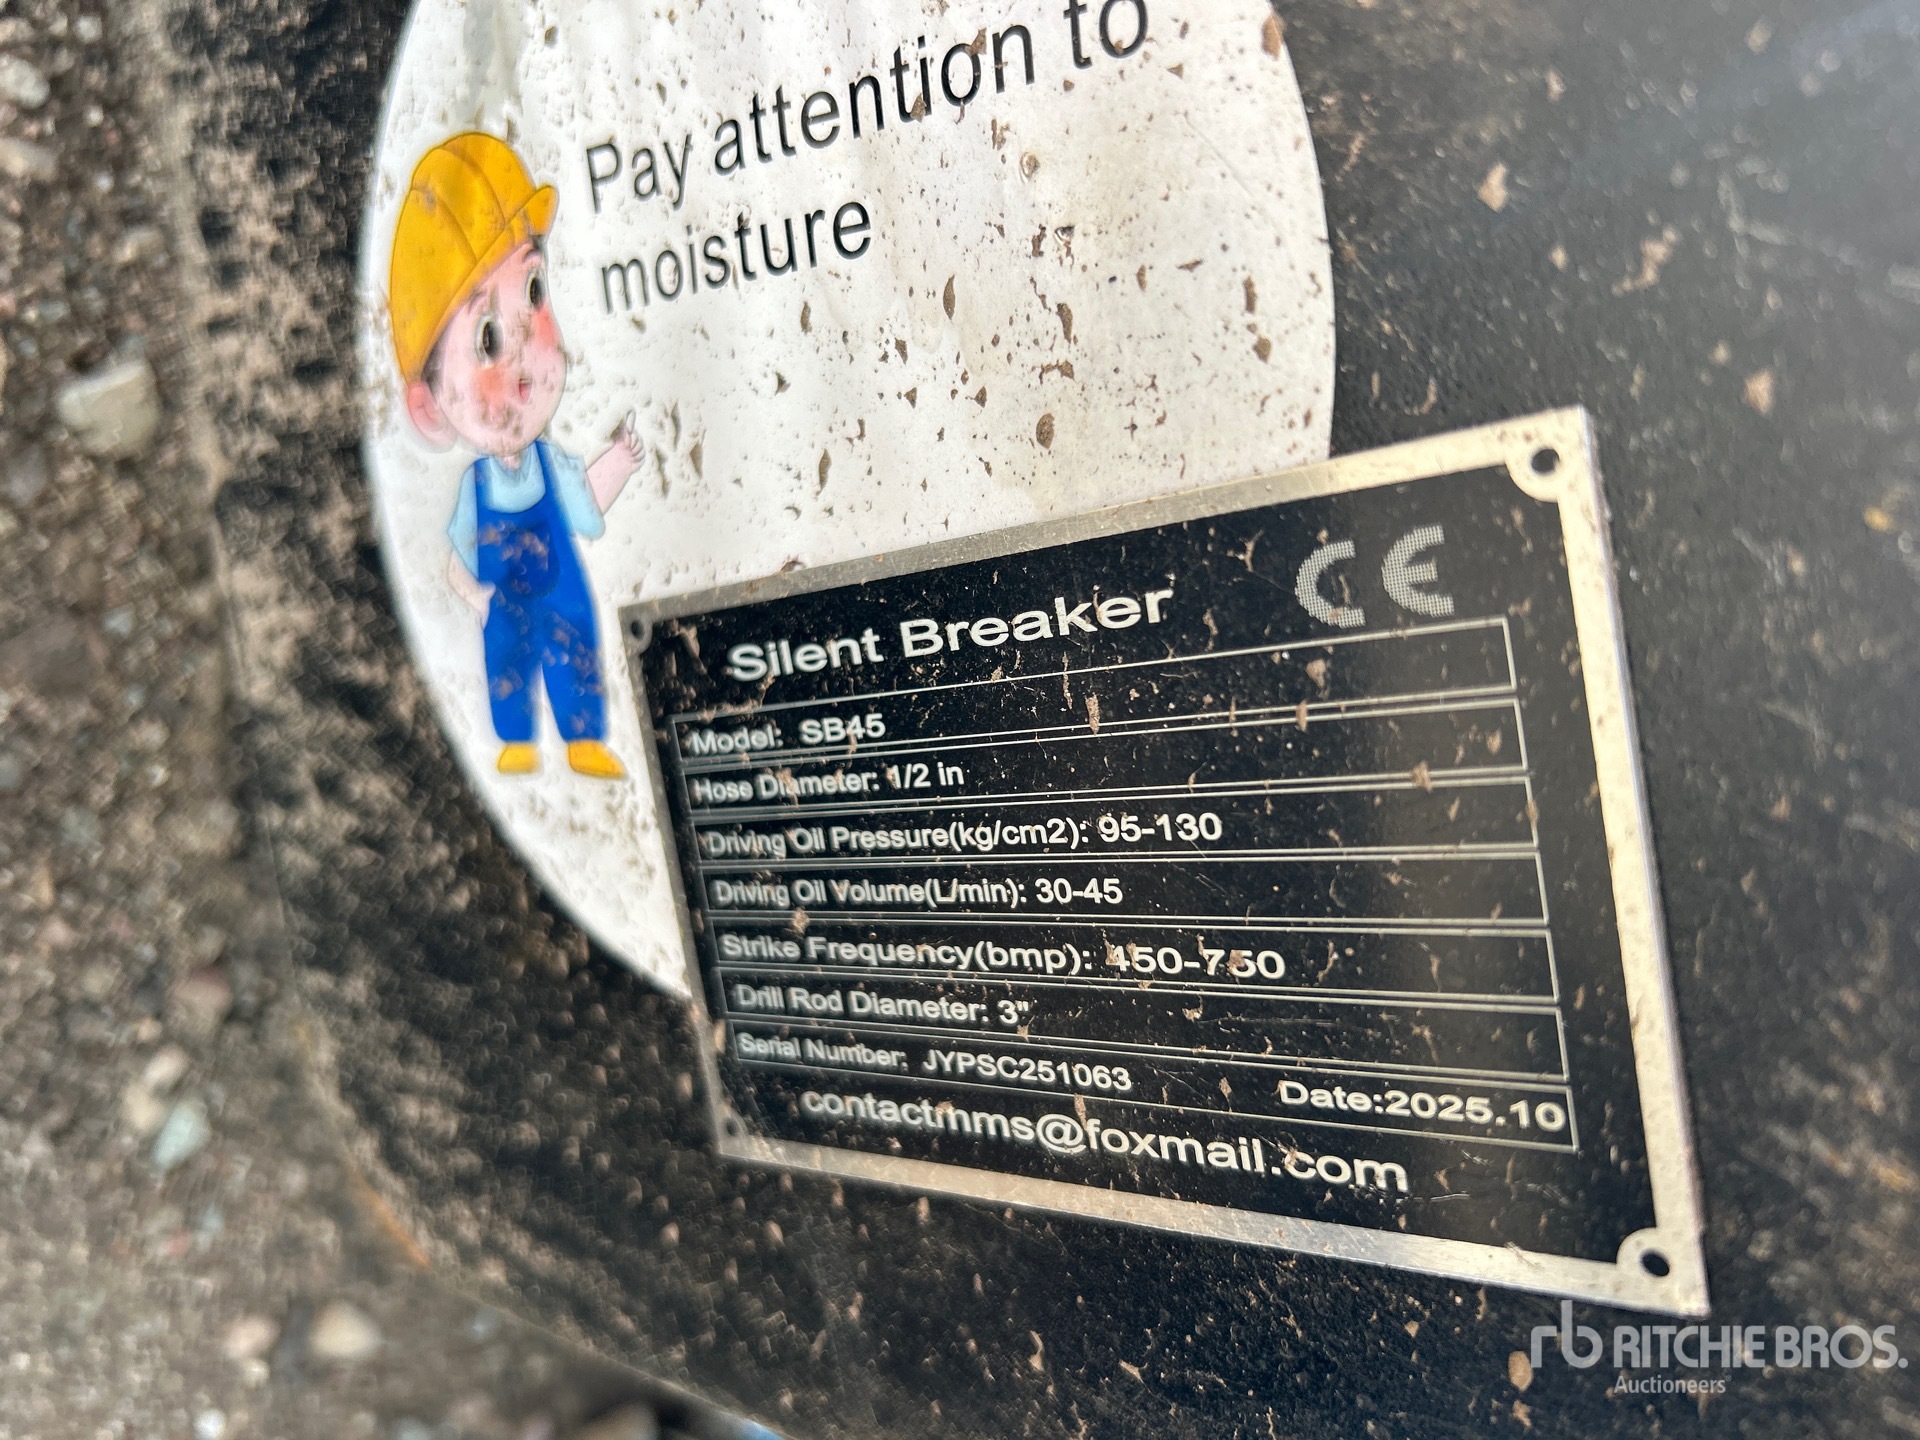 Pay attention to
moisture
CE
Silent Breaker
Model: SB45
Hose Diameter: 1/2 in
Driving Oil Pressure(kg/cm2): 95-130
Driving Oil Volume(L/min): 30-45
Strike Frequency(bmp): 450-750
Drill Rod Diameter: 3"
Serial Number: JYPSC251063 Date:2025.10
contactmms@foxmail.com
rb RITCHIE BROS.
Auctioneers